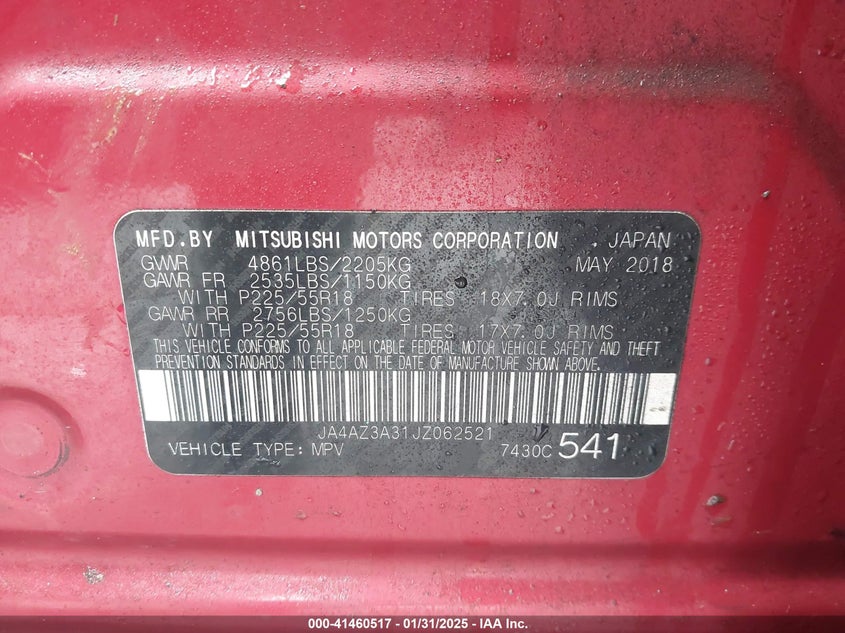 MFD.BY MITSUBISHI MOTORS CORPORATION , JAPAN
GVWR 4861LBS/2205KG MAY 2018
GAWR FR 2535LBS/1150KG
WITH P225/55R18 TIRES 18X7.0J RIMS
GAWR RR 2756LBS/1250KG
WITH P225/55R18 TIRES 17X7.0J RIMS
THIS VEHICLE CONFORMS TO ALL APPLICABLE FEDERAL MOTOR VEHICLE SAFETY AND THEFT
PREVENTION STANDARDS IN EFFECT ON THE DATE OF MANUFACTURE SHOWN ABOVE.
JA4AZ3A31JZ062521
VEHICLE TYPE: MPV 7430C 541
000-41460517 - 01/31/2025 - IAA Inc.